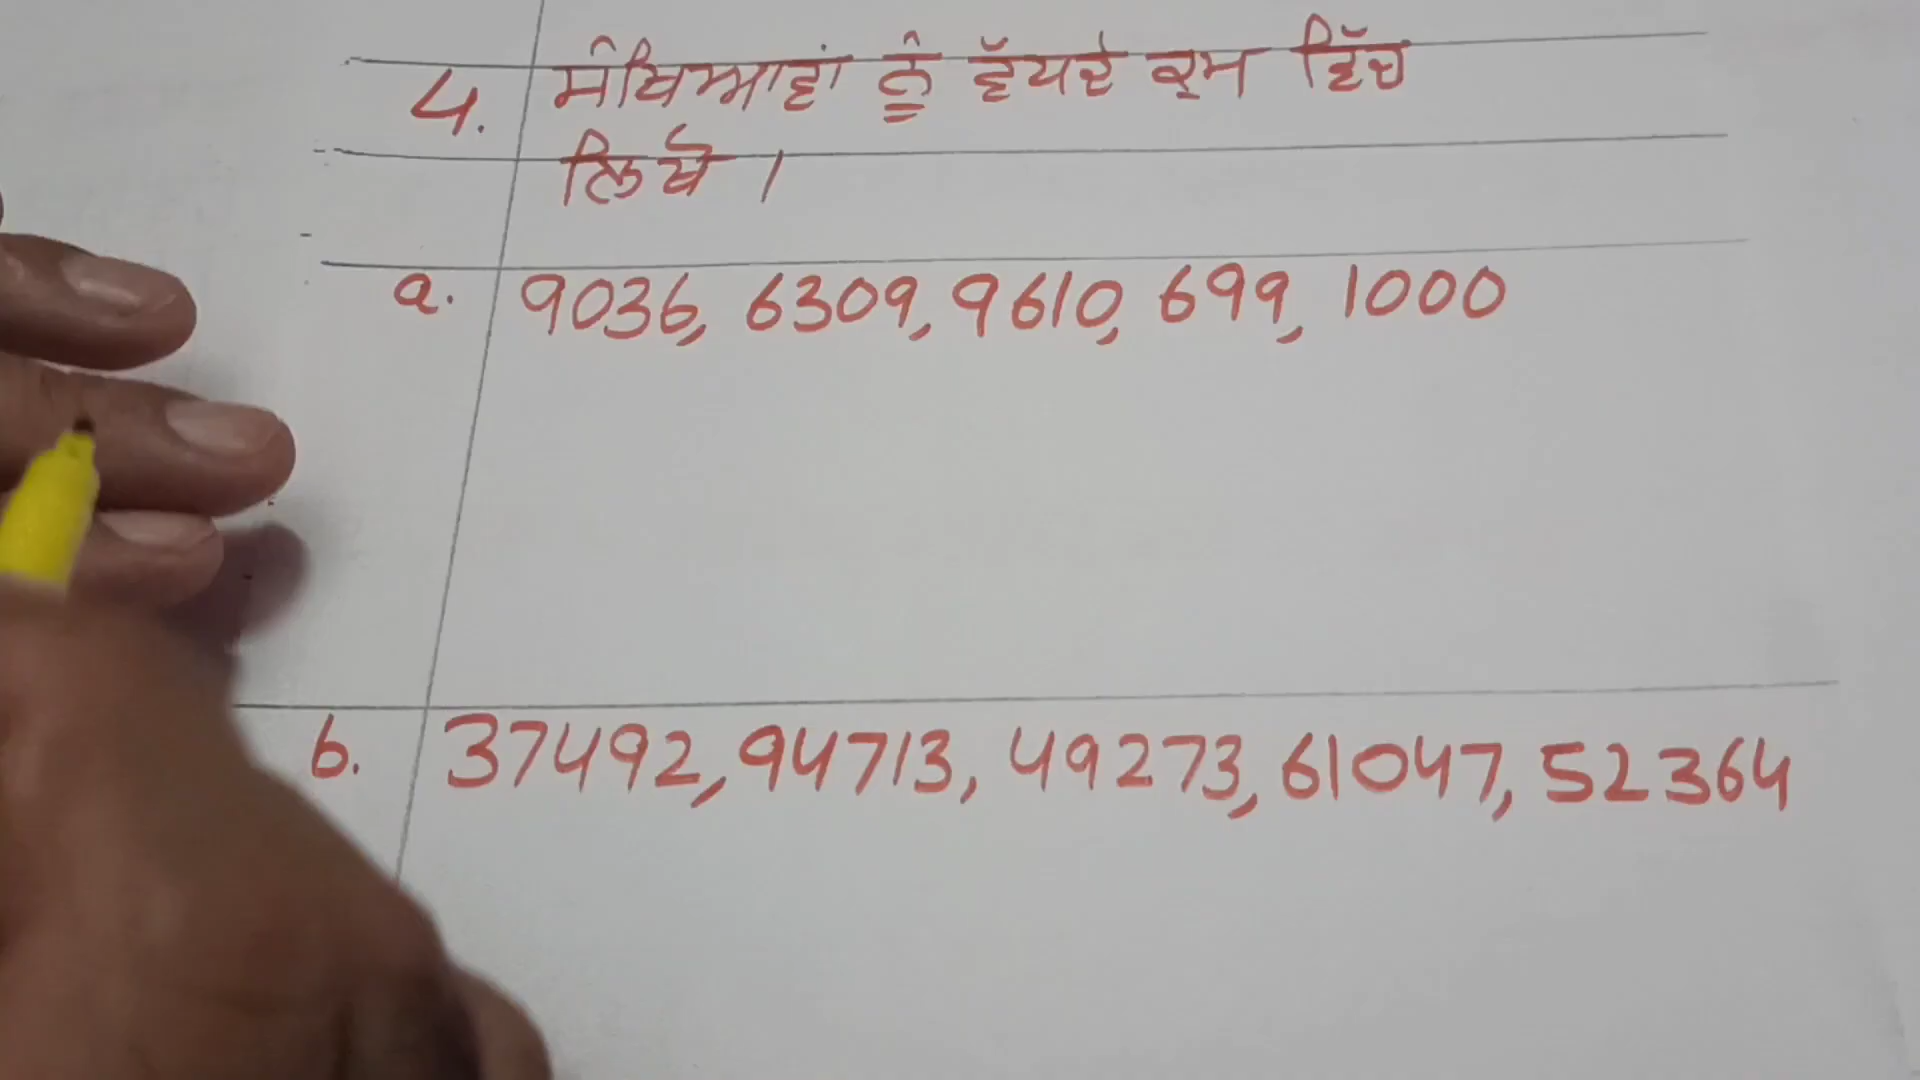 4. ਸੰਖਿਆਵਾਂ ਨੂੰ ਵੱਧਦੇ ਕ੍ਰਮ ਵਿੱਚ
ਲਿਖੋ ।
a. 9036, 6309, 9610, 699, 1000
b. 37492, 94713, 49273, 61047, 52364